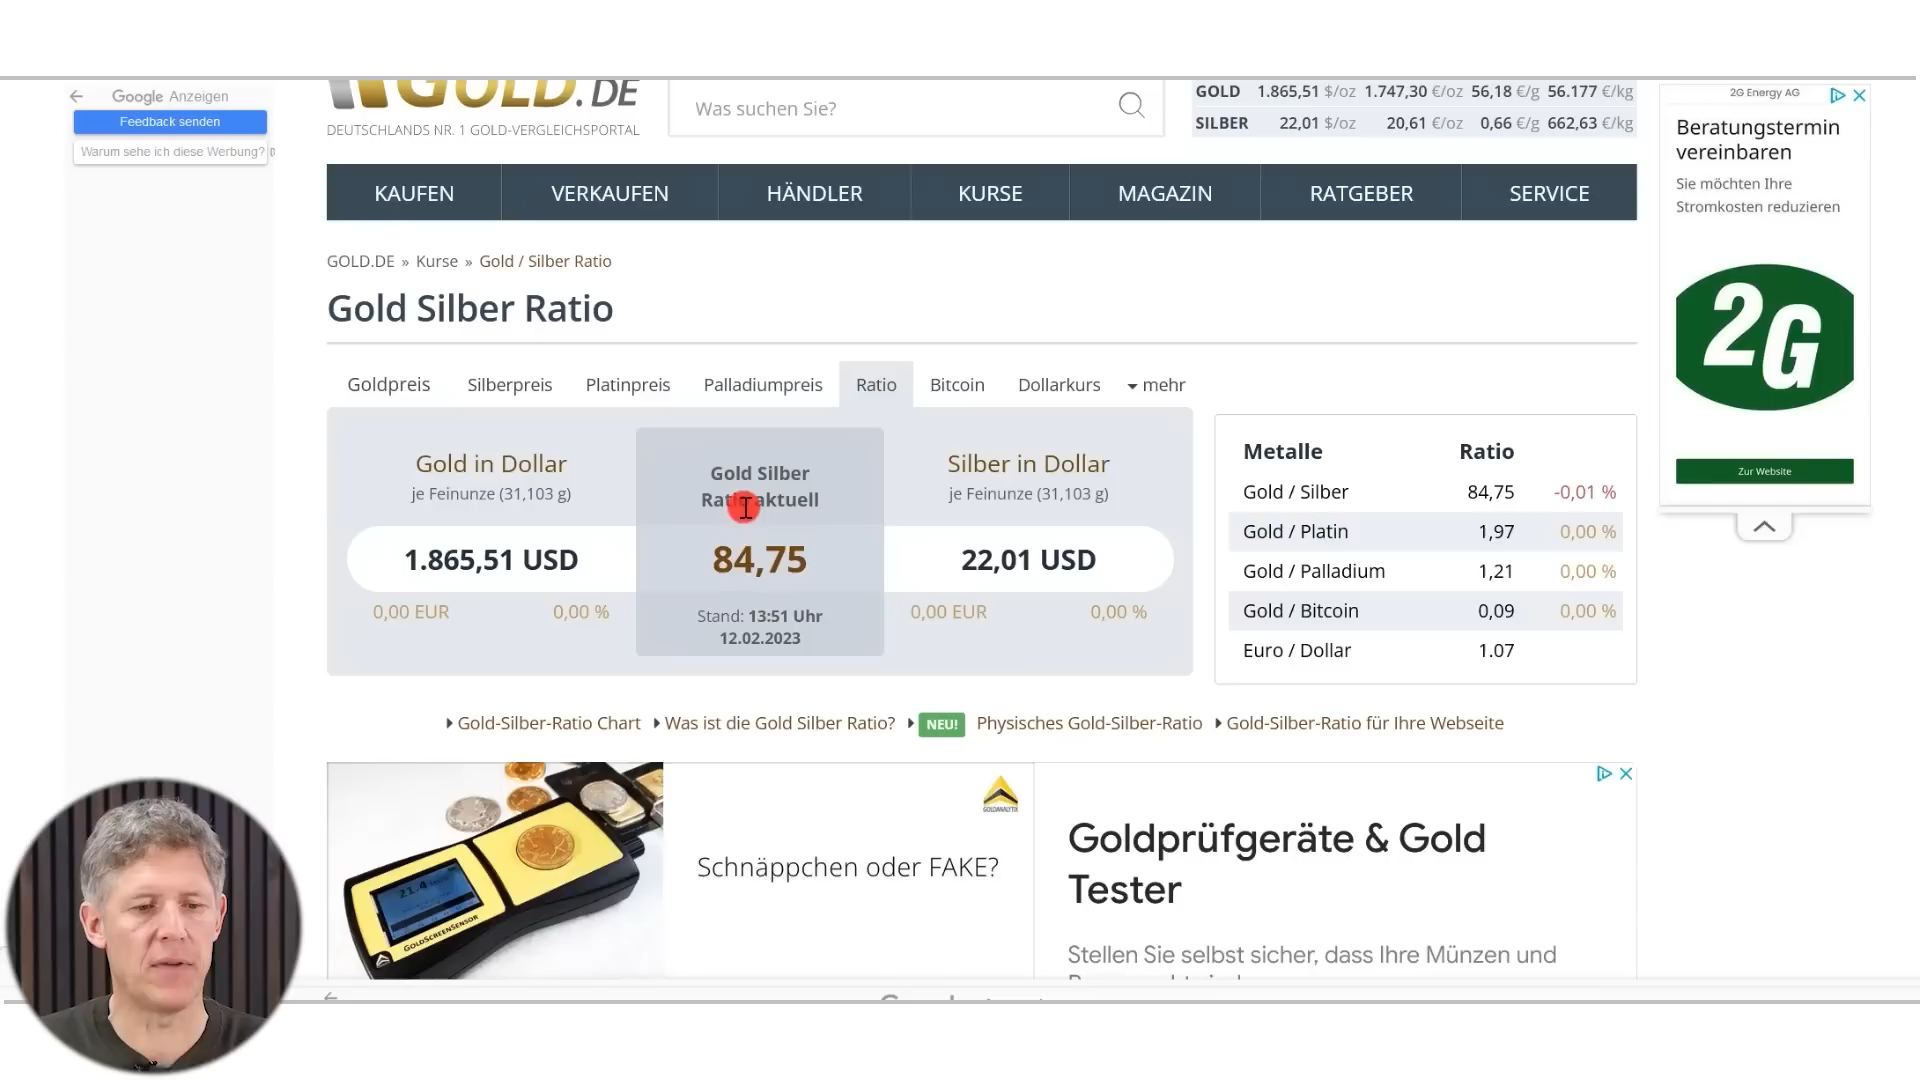 Google Anzeigen
Feedback senden
Warum sehe ich diese Werbung?
GOLD.DE
DEUTSCHLANDS NR. 1 GOLD-VERGLEICHSPORTAL
Was suchen Sie?
GOLD 1.865,51 $/oz 1.747,30 €/oz 56,18 €/g 56.177 €/kg
SILBER 22,01 $/oz 20,61 €/oz 0,66 €/g 662,63 €/kg
KAUFEN VERKAUFEN HÄNDLER KURSE MAGAZIN RATGEBER SERVICE
GOLD.DE » Kurse » Gold / Silber Ratio
Gold Silber Ratio
Goldpreis Silberpreis Platinpreis Palladiumpreis Ratio Bitcoin Dollarkurs mehr
Gold in Dollar
je Feinunze (31,103 g)
1.865,51 USD
0,00 EUR 0,00 %
Gold Silber
Ratio aktuell
84,75
Stand: 13:51 Uhr
12.02.2023
Silber in Dollar
je Feinunze (31,103 g)
22,01 USD
0,00 EUR 0,00 %
Metalle Ratio
Gold / Silber 84,75 -0,01 %
Gold / Platin 1,97 0,00 %
Gold / Palladium 1,21 0,00 %
Gold / Bitcoin 0,09 0,00 %
Euro / Dollar 1.07
2G Energy AG
Beratungstermin
vereinbaren
Sie möchten Ihre
Stromkosten reduzieren
2G
Zur Website
Gold-Silber-Ratio Chart Was ist die Gold Silber Ratio? NEU! Physisches Gold-Silber-Ratio Gold-Silber-Ratio für Ihre Webseite
21.4
GOLDSCREENSENSOR
GOLDANALYTIX
Schnäppchen oder FAKE?
Goldprüfgeräte & Gold
Tester
Stellen Sie selbst sicher, dass Ihre Münzen und